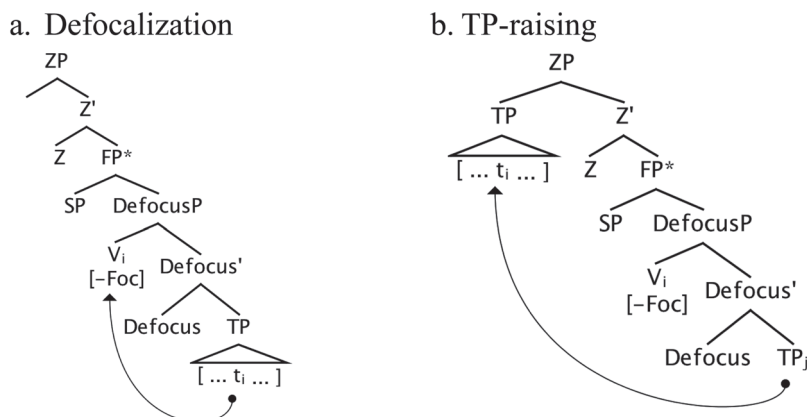 a. Defocalization
ZP
Z'
Z FP*
SP DefocusP
Vi
[–Foc] Defocus'
Defocus TP
[ ... ti ... ]
b. TP-raising
ZP
TP Z'
[ ... ti ... ] Z FP*
SP DefocusP
Vi
[–Foc] Defocus'
Defocus TPj